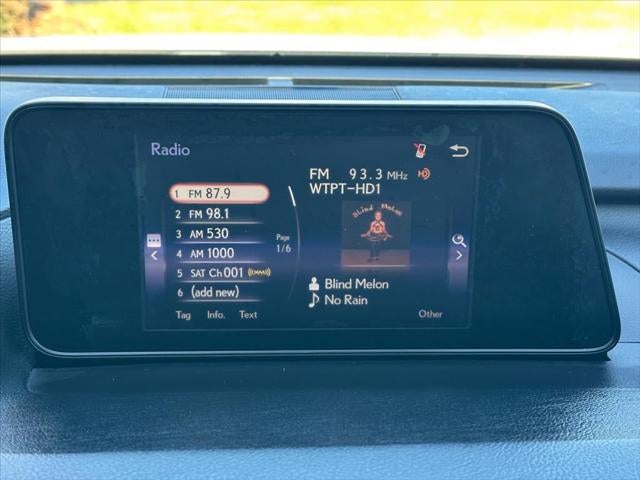 Radio
1 FM 87.9
2 FM 98.1
3 AM 530
4 AM 1000
5 SAT Ch 001
6 (add new)
Page
1/6
Tag Info. Text
FM 93.3 MHz
WTPT-HD1
Blind Melon
Blind Melon
No Rain
Other